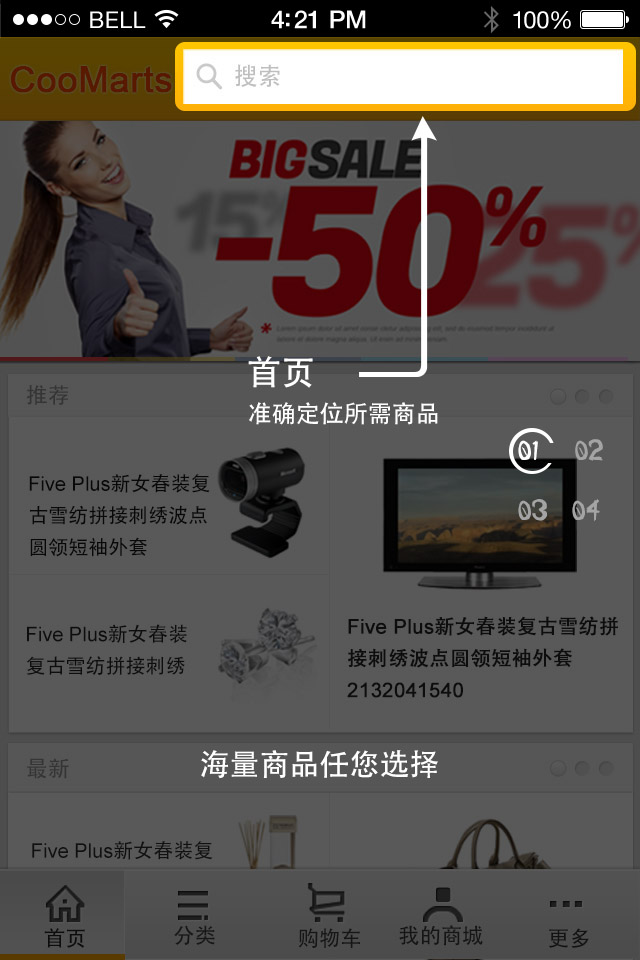 BELL 4:21 PM 100%
CooMarts 搜索
BIGSALE
15% -50% 25%
* Lorem ipsum dolor sit amet
首页
准确定位所需商品
推荐
01 02
03 04
Five Plus新女春装复
古雪纺拼接刺绣波点
圆领短袖外套
Five Plus新女春装
复古雪纺拼接刺绣
Five Plus新女春装复古雪纺拼
接刺绣波点圆领短袖外套
2132041540
海量商品任您选择
最新
Five Plus新女春装复
首页 分类 购物车 我的商城 更多